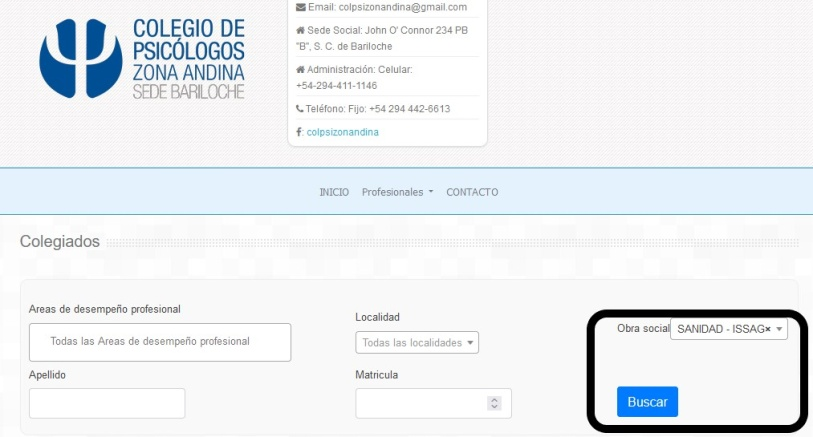 COLEGIO DE
PSICÓLOGOS
ZONA ANDINA
SEDE BARILOCHE
Email: colpsizonandina@gmail.com
Sede Social: John O' Connor 234 PB
"B", S. C. de Bariloche
Administración: Celular:
+54-294-411-1146
Teléfono: Fijo: +54 294 442-6613
: colpsizonandina
INICIO Profesionales CONTACTO
Colegiados
Areas de desempeño profesional
Todas las Areas de desempeño profesional
Localidad
Todas las localidades
Obra social SANIDAD - ISSAG×
Apellido
Matricula
Buscar